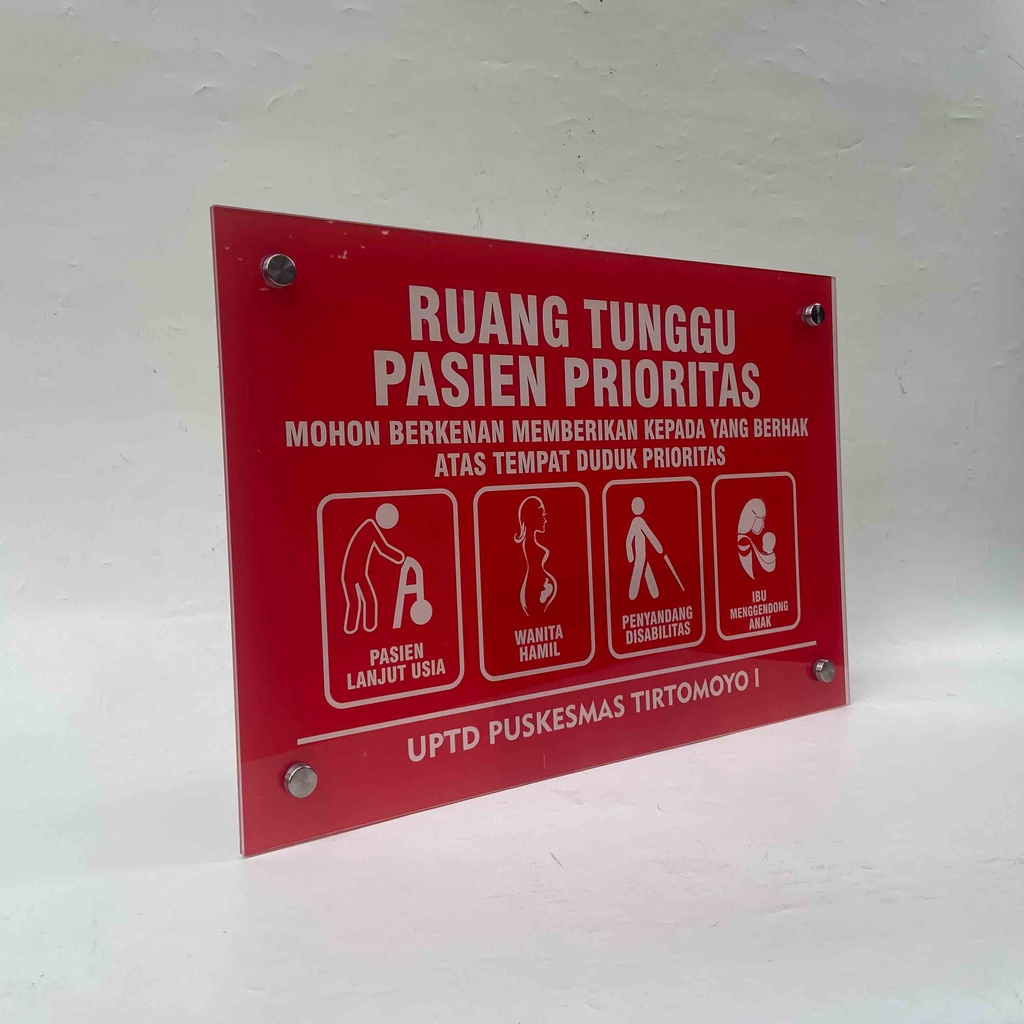 RUANG TUNGGU
PASIEN PRIORITAS
MOHON BERKENAN MEMBERIKAN KEPADA YANG BERHAK
ATAS TEMPAT DUDUK PRIORITAS
PASIEN
LANJUT USIA
WANITA
HAMIL
PENYANDANG
DISABILITAS
IBU
MENGGENDONG
ANAK
UPTD PUSKESMAS TIRTOMOYO I